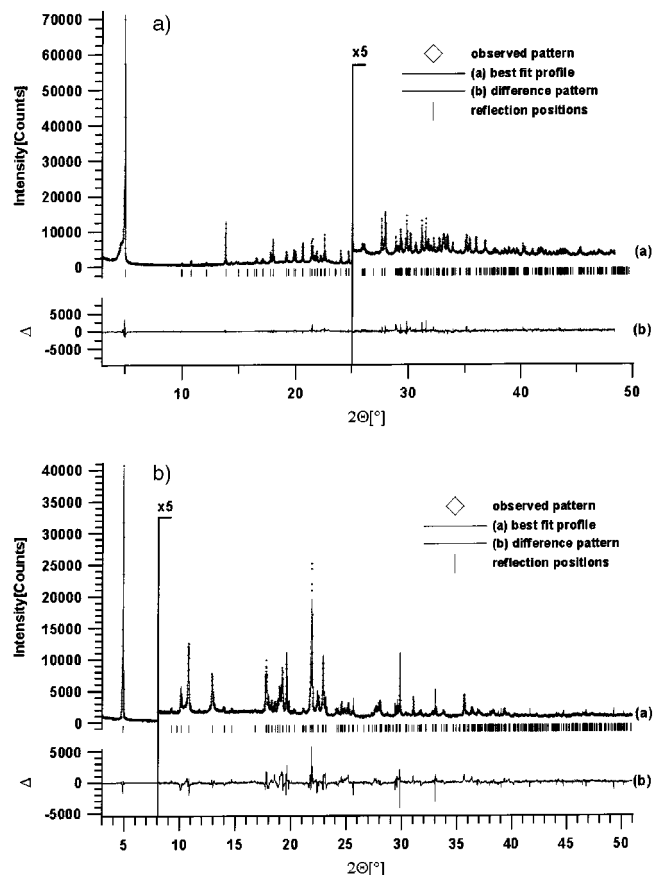 a)
70000
60000
50000
40000
30000
20000
10000
0
Intensity[Counts]
x5
observed pattern
(a) best fit profile
(b) difference pattern
reflection positions
(a)
5000
0
-5000
Δ
(b)
10 20 30 40 50
2Θ[°]
b)
40000
35000
30000
25000
20000
15000
10000
5000
0
Intensity[Counts]
x5
observed pattern
(a) best fit profile
(b) difference pattern
reflection positions
(a)
5000
0
-5000
Δ
(b)
3 5 10 15 20 25 30 35 40 45 50
2Θ[°]